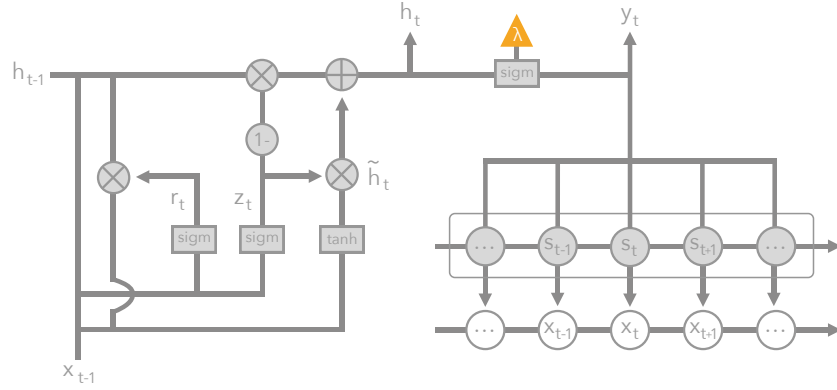 h_t
y_t
λ
h_{t-1}
sigm
1-
r_t
z_t
h̃_t
sigm
sigm
tanh
...
s_{t-1}
s_t
s_{t+1}
...
...
x_{t-1}
x_t
x_{t+1}
...
x_{t-1}